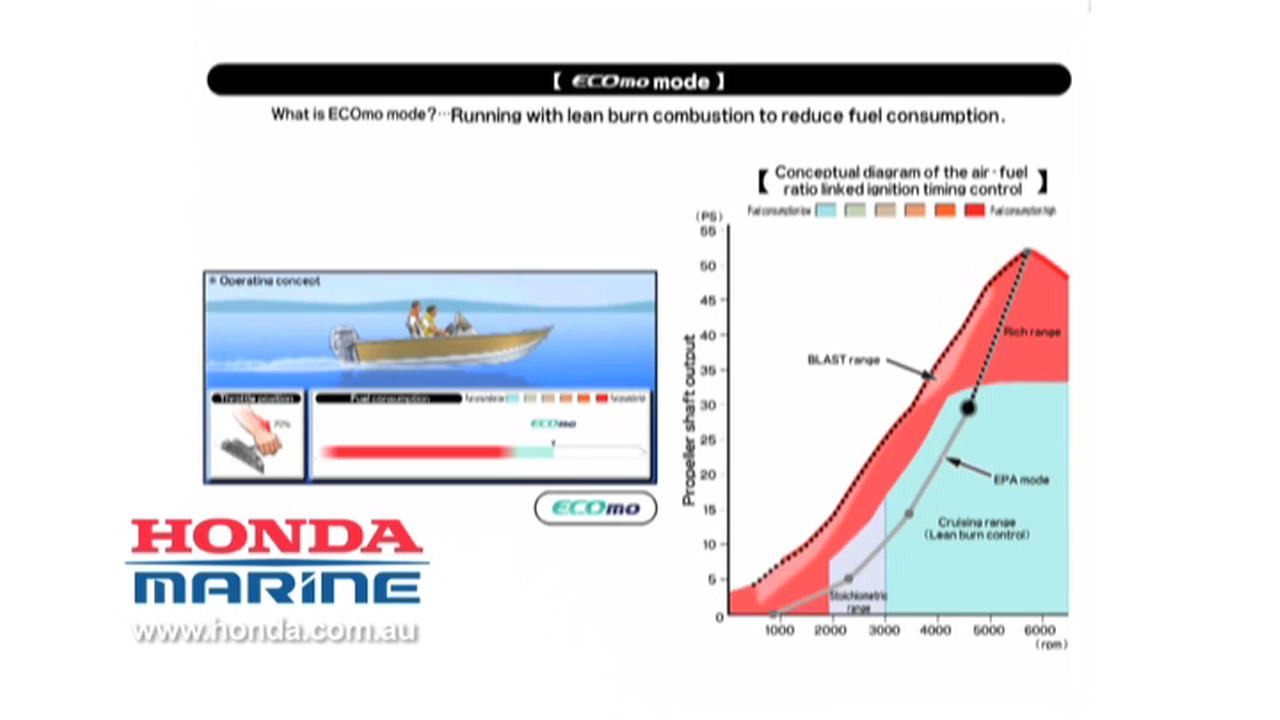 【 ECOmo mode 】
What is ECOmo mode?…Running with lean burn combustion to reduce fuel consumption.
【 Conceptual diagram of the air・fuel
ratio linked ignition timing control 】
Fuel consumption low
Fuel consumption high
(PS)
55
50
45
40
35
30
25
20
15
10
5
0
Propeller shaft output
BLAST range
Rich range
EPA mode
Cruising range
(Lean burn control)
Stoichiometric
range
1000 2000 3000 4000 5000 6000
(rpm)
* Operating concept
Throttle position
70%
Fuel consumption
ECOmo
ECOmo
HONDA
MARINE
www.honda.com.au